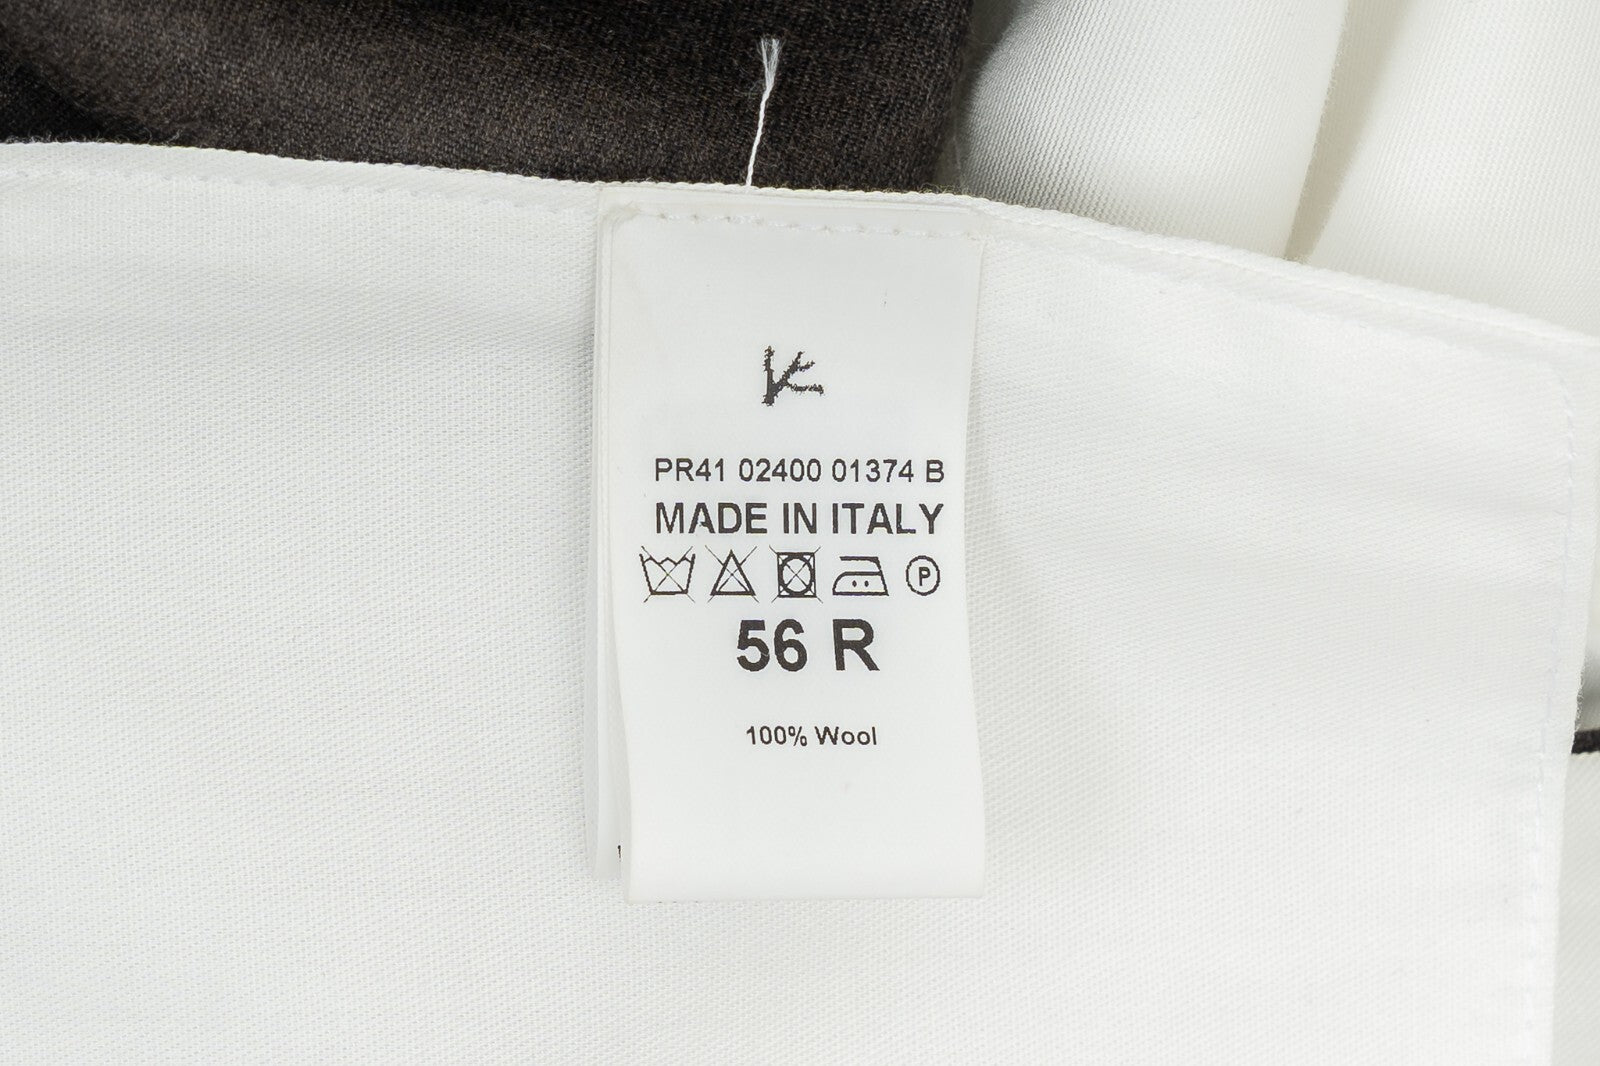 PR41 02400 01374 B
MADE IN ITALY
P
56 R
100% Wool